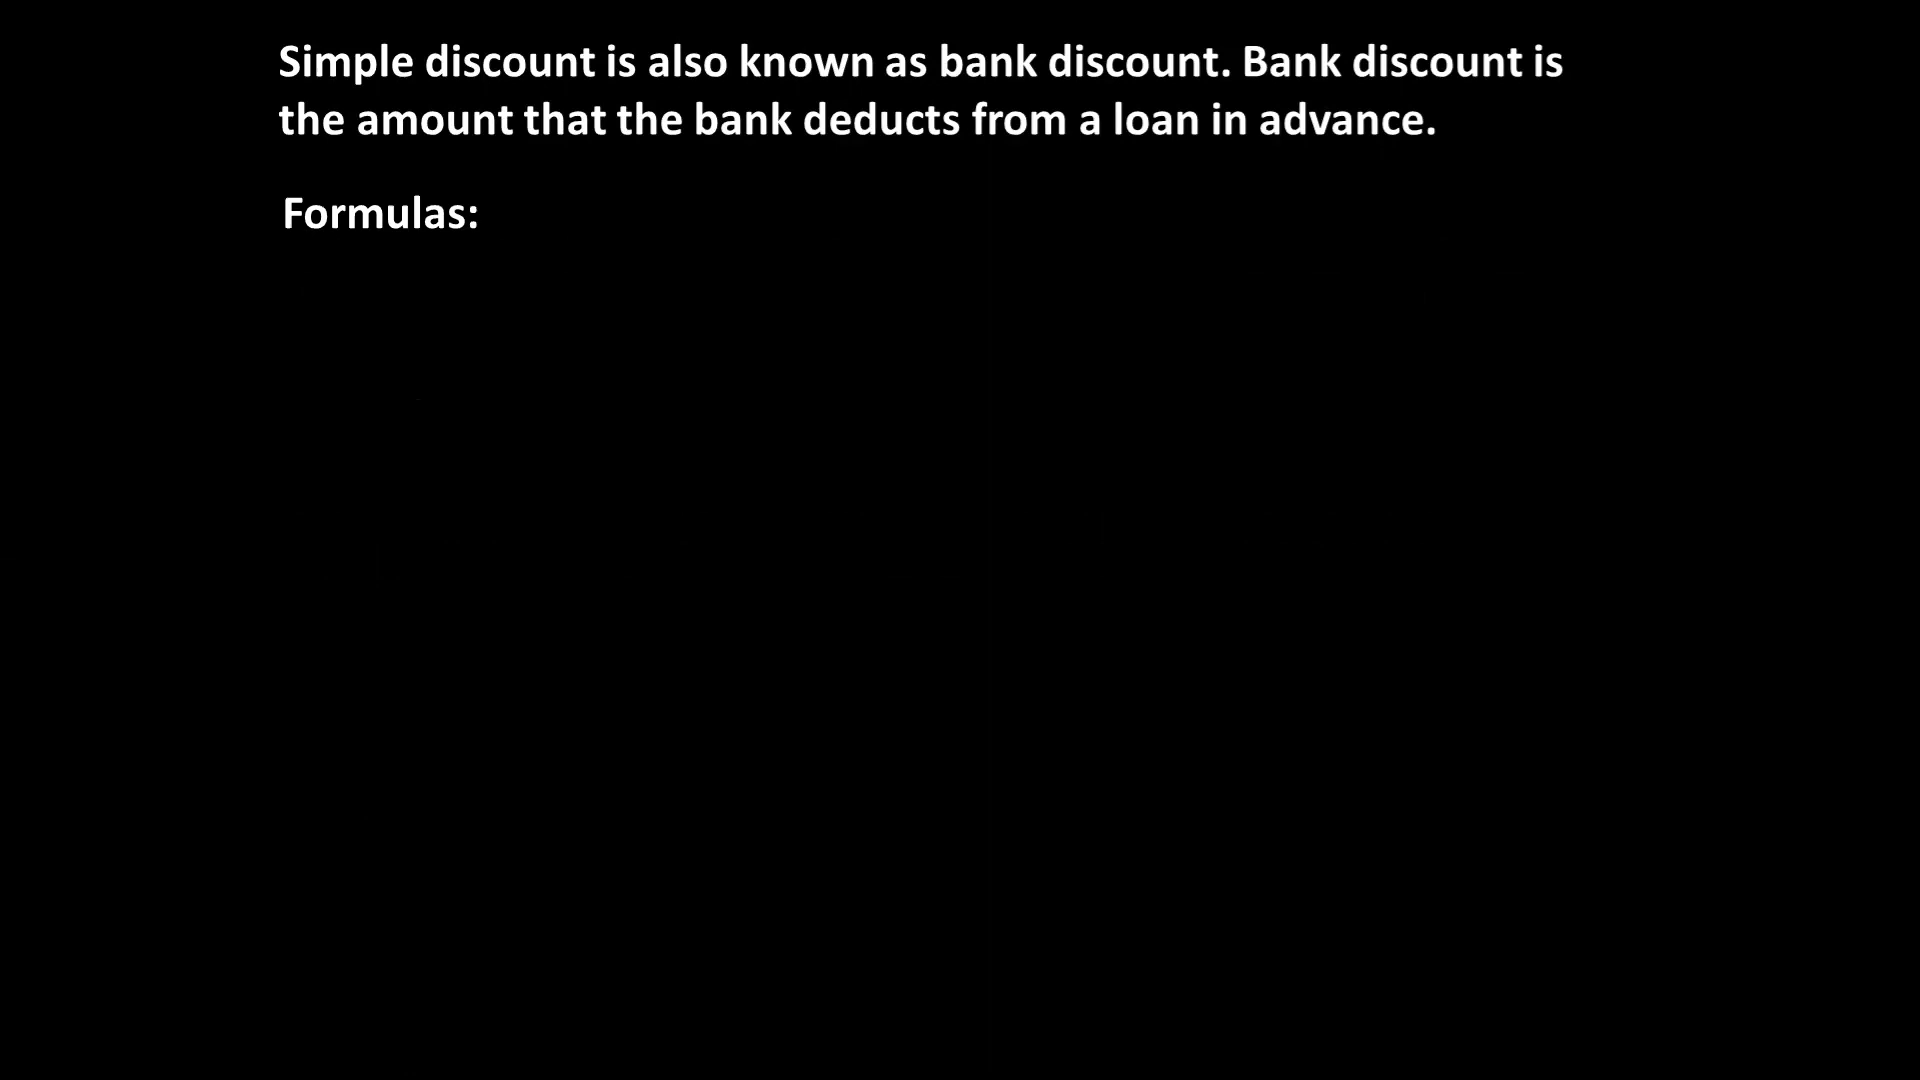 Simple discount is also known as bank discount. Bank discount is
the amount that the bank deducts from a loan in advance.
Formulas: